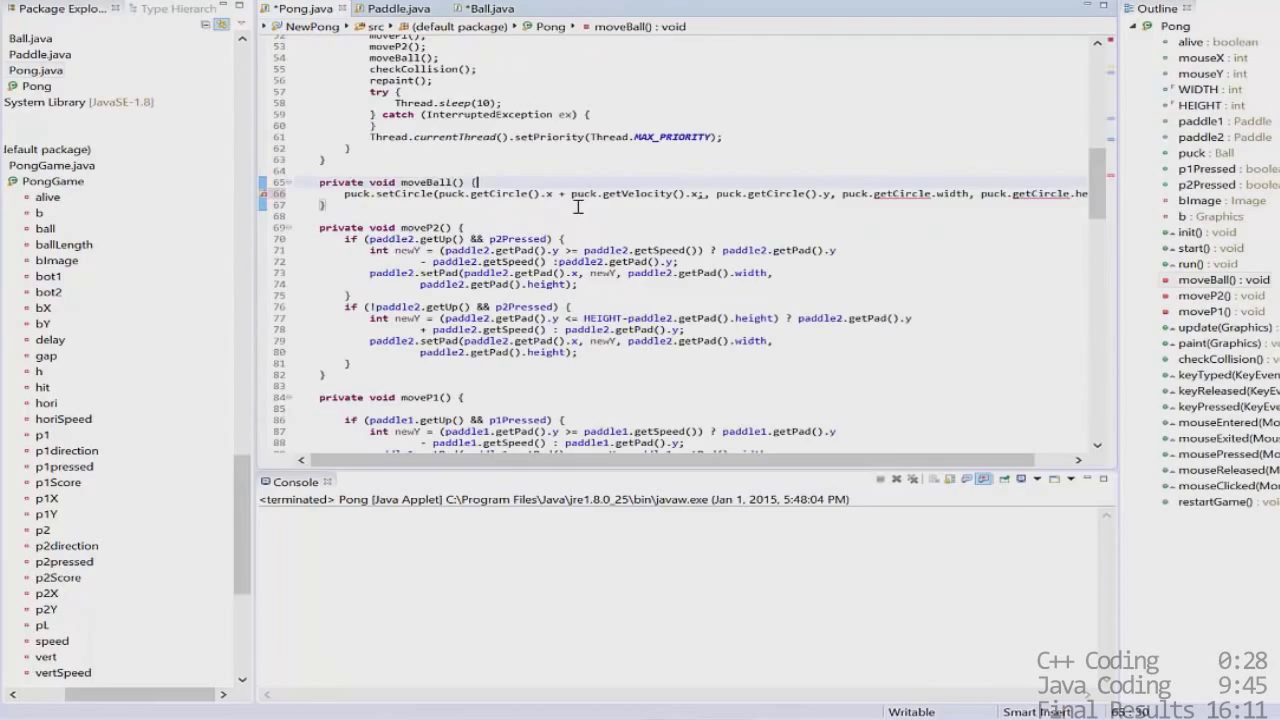 Package Explo...
Type Hierarch
*Pong.java
Paddle.java
*Ball.java
Outline
NewPong
src
(default package)
Pong
moveBall() : void
Ball.java
Paddle.java
Pong.java
Pong
System Library [JavaSE-1.8]
efault package)
PongGame.java
PongGame
alive
b
ball
ballLength
bImage
bot1
bot2
bX
bY
delay
gap
h
hit
hori
horiSpeed
p1
p1direction
p1pressed
p1Score
p1X
p1Y
p2
p2direction
p2pressed
p2Score
p2X
p2Y
pL
speed
vert
vertSpeed
53 moveP2();
54 moveBall();
55 checkCollision();
56 repaint();
57 try {
58 Thread.sleep(10);
59 } catch (InterruptedException ex) {
60 }
61 Thread.currentThread().setPriority(Thread.MAX_PRIORITY);
62 }
63 }
64
65 private void moveBall() {
66 puck.setCircle(puck.getCircle().x + puck.getVelocity().x;, puck.getCircle().y, puck.getCircle.width, puck.getCircle.he
67 }
68
69 private void moveP2() {
70 if (paddle2.getUp() && p2Pressed) {
71 int newY = (paddle2.getPad().y >= paddle2.getSpeed()) ? paddle2.getPad().y
72 - paddle2.getSpeed() :paddle2.getPad().y;
73 paddle2.setPad(paddle2.getPad().x, newY, paddle2.getPad().width,
74 paddle2.getPad().height);
75 }
76 if (!paddle2.getUp() && p2Pressed) {
77 int newY = (paddle2.getPad().y <= HEIGHT-paddle2.getPad().height) ? paddle2.getPad().y
78 + paddle2.getSpeed() : paddle2.getPad().y;
79 paddle2.setPad(paddle2.getPad().x, newY, paddle2.getPad().width,
80 paddle2.getPad().height);
81 }
82 }
83
84 private void moveP1() {
85
86 if (paddle1.getUp() && p1Pressed) {
87 int newY = (paddle1.getPad().y >= paddle1.getSpeed()) ? paddle1.getPad().y
88 - paddle1.getSpeed() : paddle1.getPad().y;
Console
<terminated> Pong [Java Applet] C:\Program Files\Java\jre1.8.0_25\bin\javaw.exe (Jan 1, 2015, 5:48:04 PM)
Pong
alive : boolean
mouseX : int
mouseY : int
WIDTH : int
HEIGHT : int
paddle1 : Paddle
paddle2 : Paddle
puck : Ball
p1Pressed : boolean
p2Pressed : boolean
bImage : Image
b : Graphics
init() : void
start() : void
run() : void
moveBall() : void
moveP2() : void
moveP1() : void
update(Graphics)
paint(Graphics)
checkCollision()
keyTyped(KeyEven
keyReleased(KeyE
keyPressed(KeyEv
mouseEntered(Mo
mouseExited(Mou
mousePressed(Mo
mouseReleased(M
mouseClicked(Mou
restartGame() : voi
C++ Coding 0:28
Java Coding 9:45
Final Results 16:11
Writable
Smart Insert